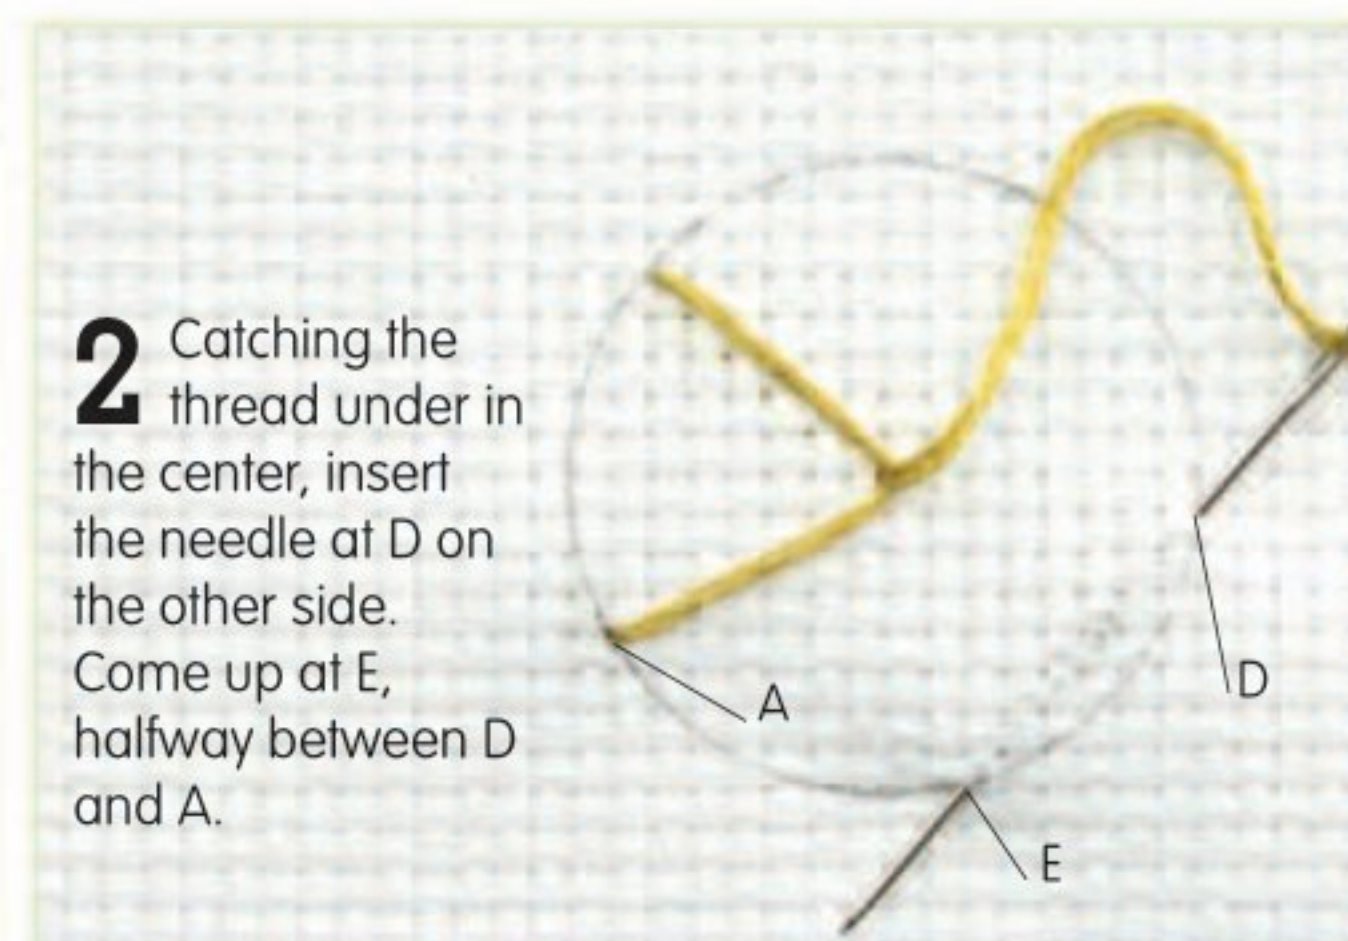 2 Catching the
thread under in
the center, insert
the needle at D on
the other side.
Come up at E,
halfway between D
and A.
A
D
E